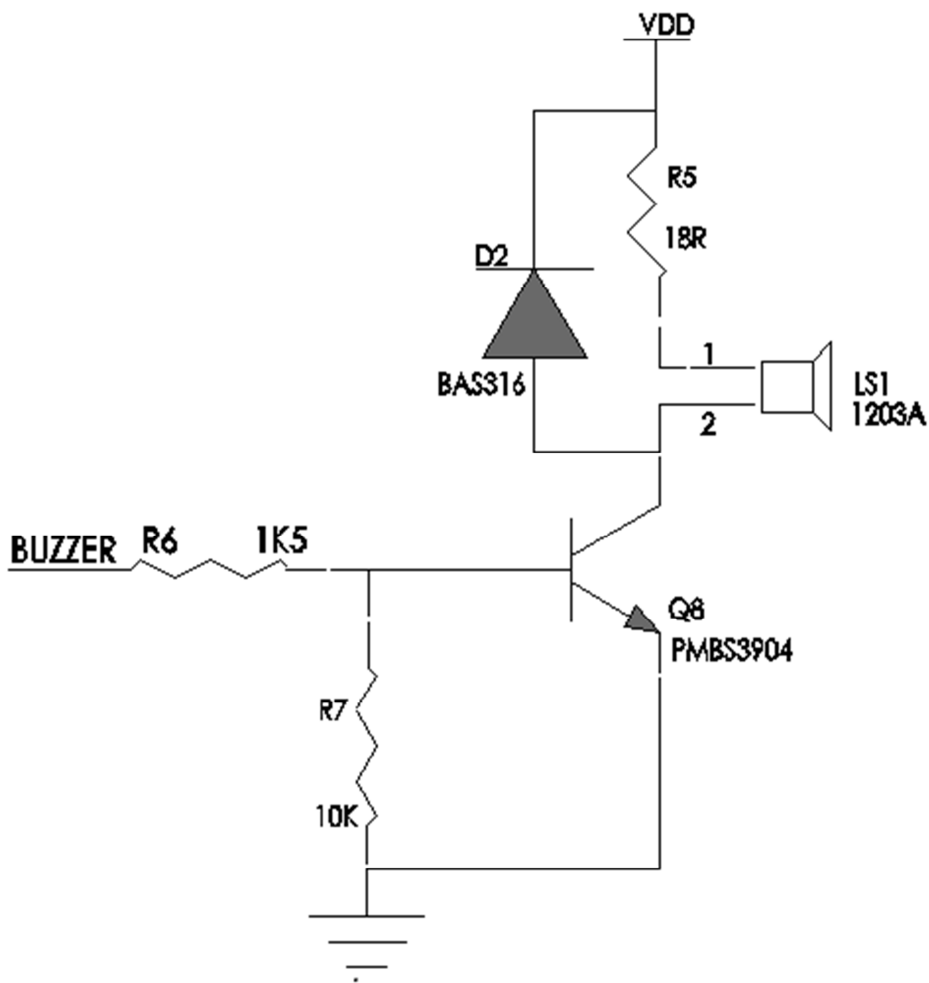 VDD
R5
18R
D2
BAS316
1
2
LS1
1203A
BUZZER
R6
1K5
Q8
PMBS3904
R7
10K